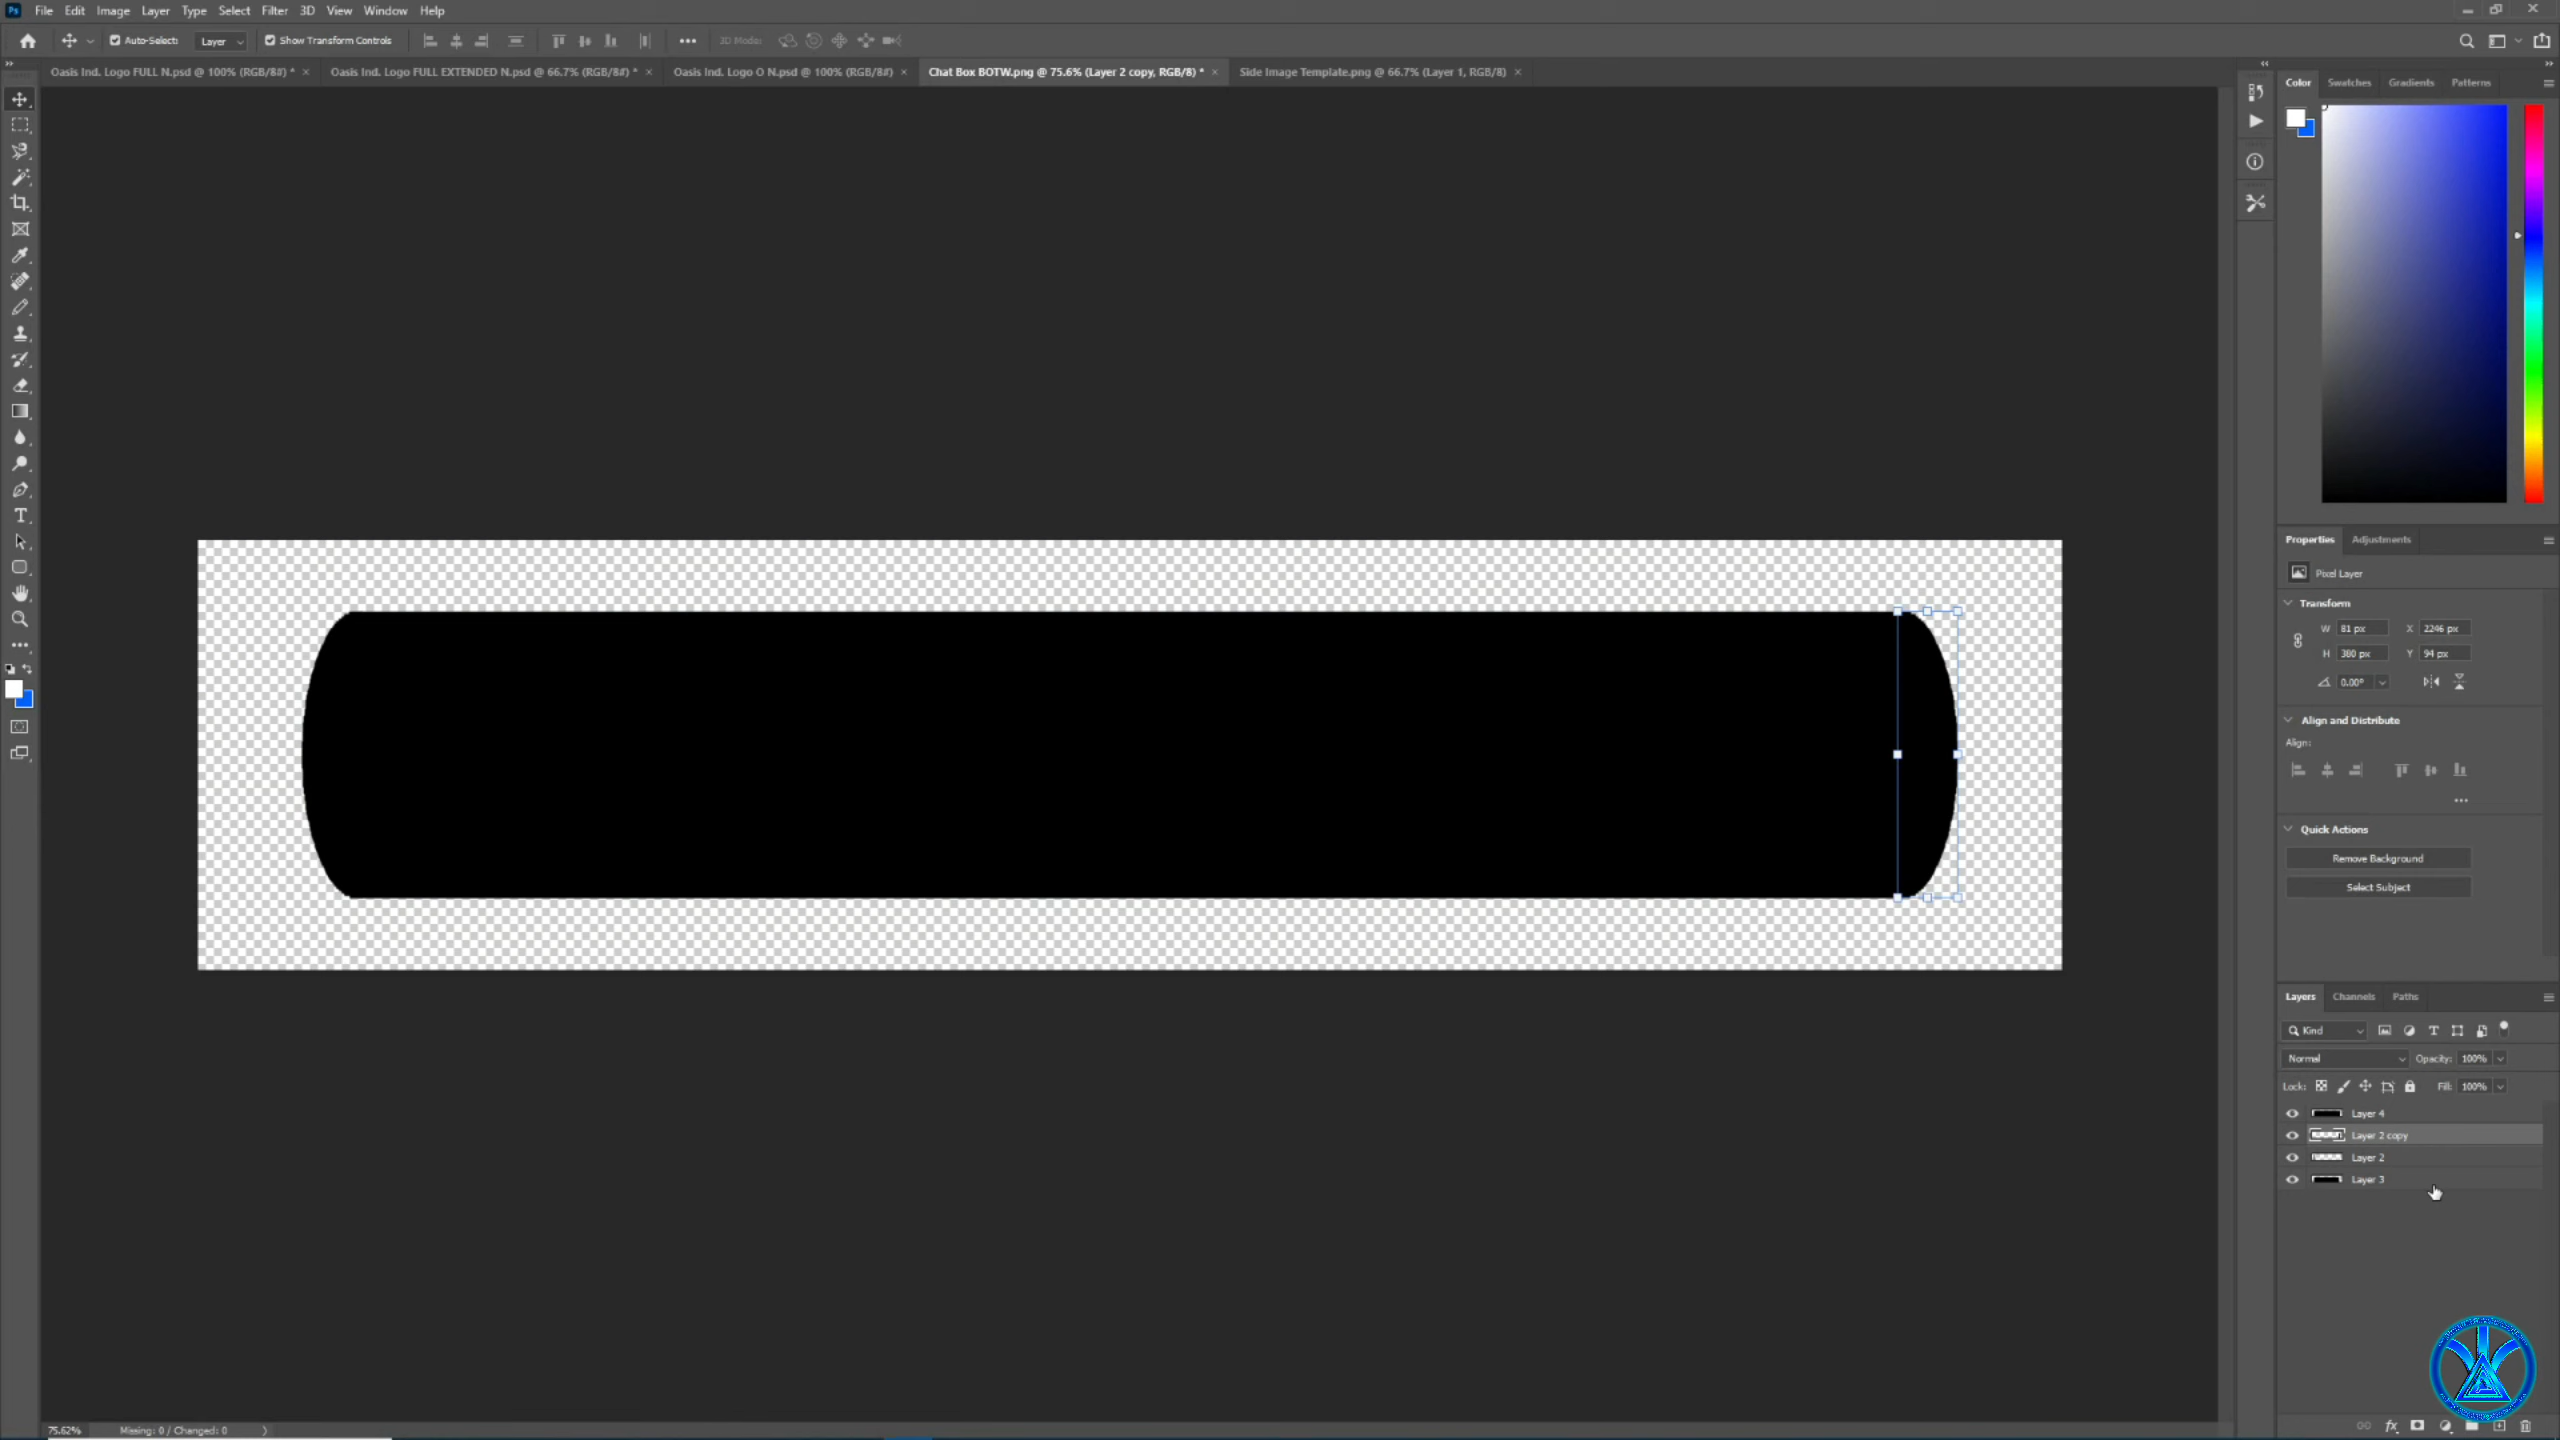 File Edit Image Layer Type Select Filter 3D View Window Help
Auto-Select: Layer Show Transform Controls 3D Mode:
Oasis Ind. Logo FULL N.psd @ 100% (RGB/8#) * × Oasis Ind. Logo FULL EXTENDED N.psd @ 66.7% (RGB/8#) * × Oasis Ind. Logo O N.psd @ 100% (RGB/8#) × Chat Box BOTW.png @ 75.6% (Layer 2 copy, RGB/8) * × Side Image Template.png @ 66.7% (Layer 1, RGB/8) ×
Color Swatches Gradients Patterns
Properties Adjustments
Pixel Layer
Transform
W 81 px X 2246 px
H 380 px Y 94 px
0.00°
Align and Distribute
Align:
Quick Actions
Remove Background
Select Subject
Layers Channels Paths
Kind
Normal Opacity: 100%
Lock: Fill: 100%
Layer 4
Layer 2 copy
Layer 2
Layer 3
75.62% Missing: 0 / Changed: 0